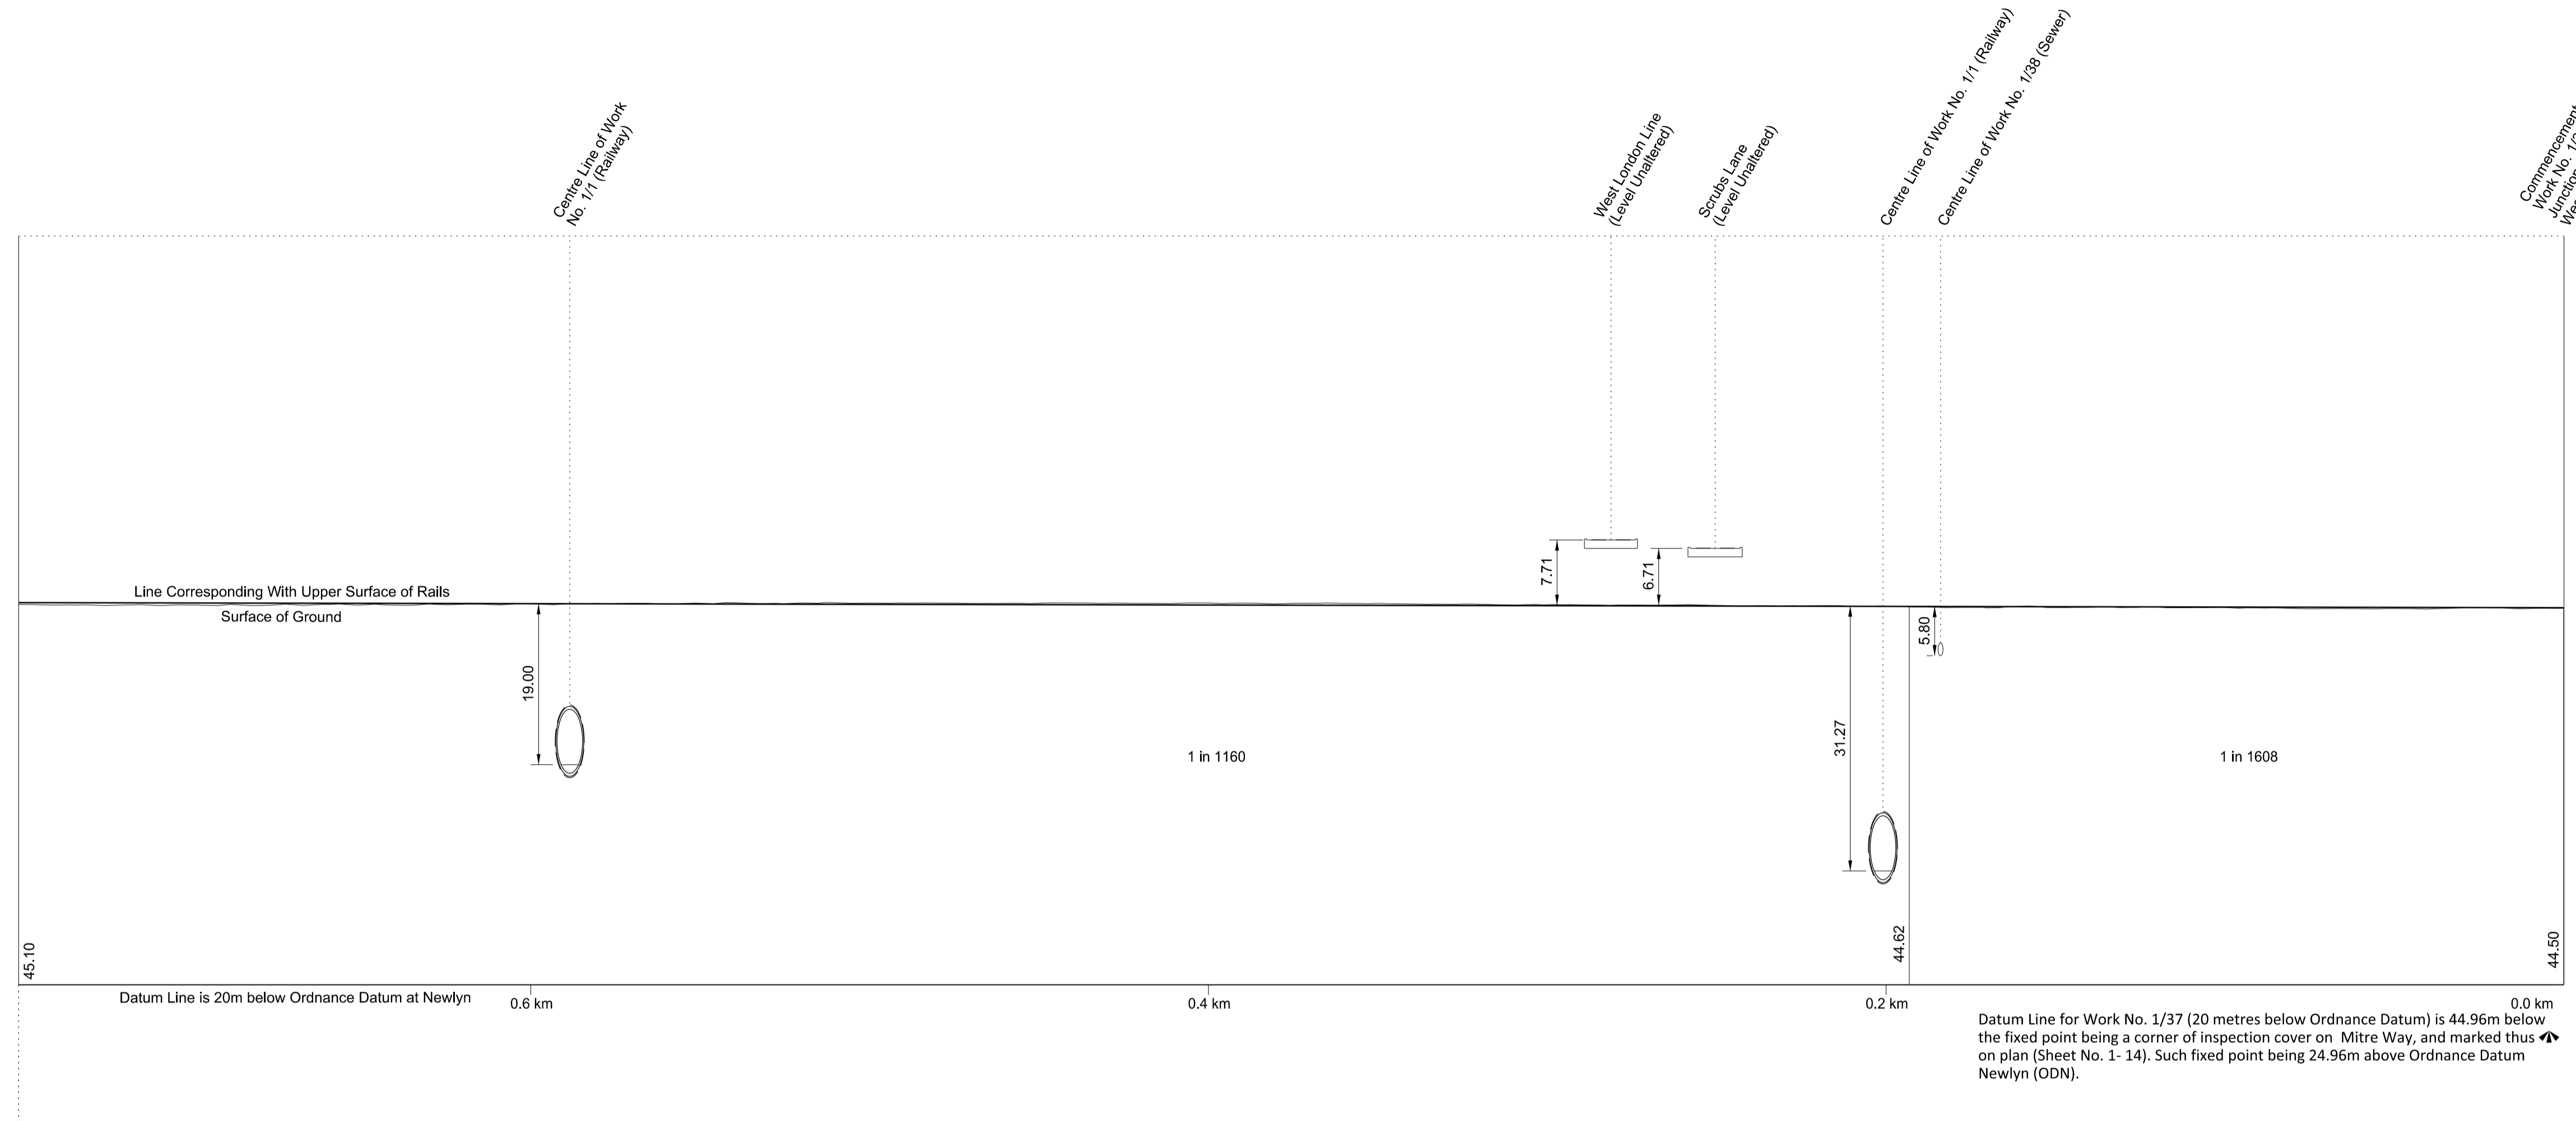 Centre Line of Work
No. 1/1 (Railway)
West London Line
(Level Unaltered)
Scrubs Lane
(Level Unaltered)
Centre Line of Work No. 1/1 (Railway)
Centre Line of Work No. 1/38 (Sewer)
Commencement
Work No.
Junction
7.71
6.71
Line Corresponding With Upper Surface of Rails
Surface of Ground
19.00
5.80
31.27
1 in 1160
1 in 1608
45.10
44.62
44.50
Datum Line is 20m below Ordnance Datum at Newlyn
0.6 km
0.4 km
0.2 km
0.0 km
Datum Line for Work No. 1/37 (20 metres below Ordnance Datum) is 44.96m below
the fixed point being a corner of inspection cover on Mitre Way, and marked thus
on plan (Sheet No. 1- 14). Such fixed point being 24.96m above Ordnance Datum
Newlyn (ODN).